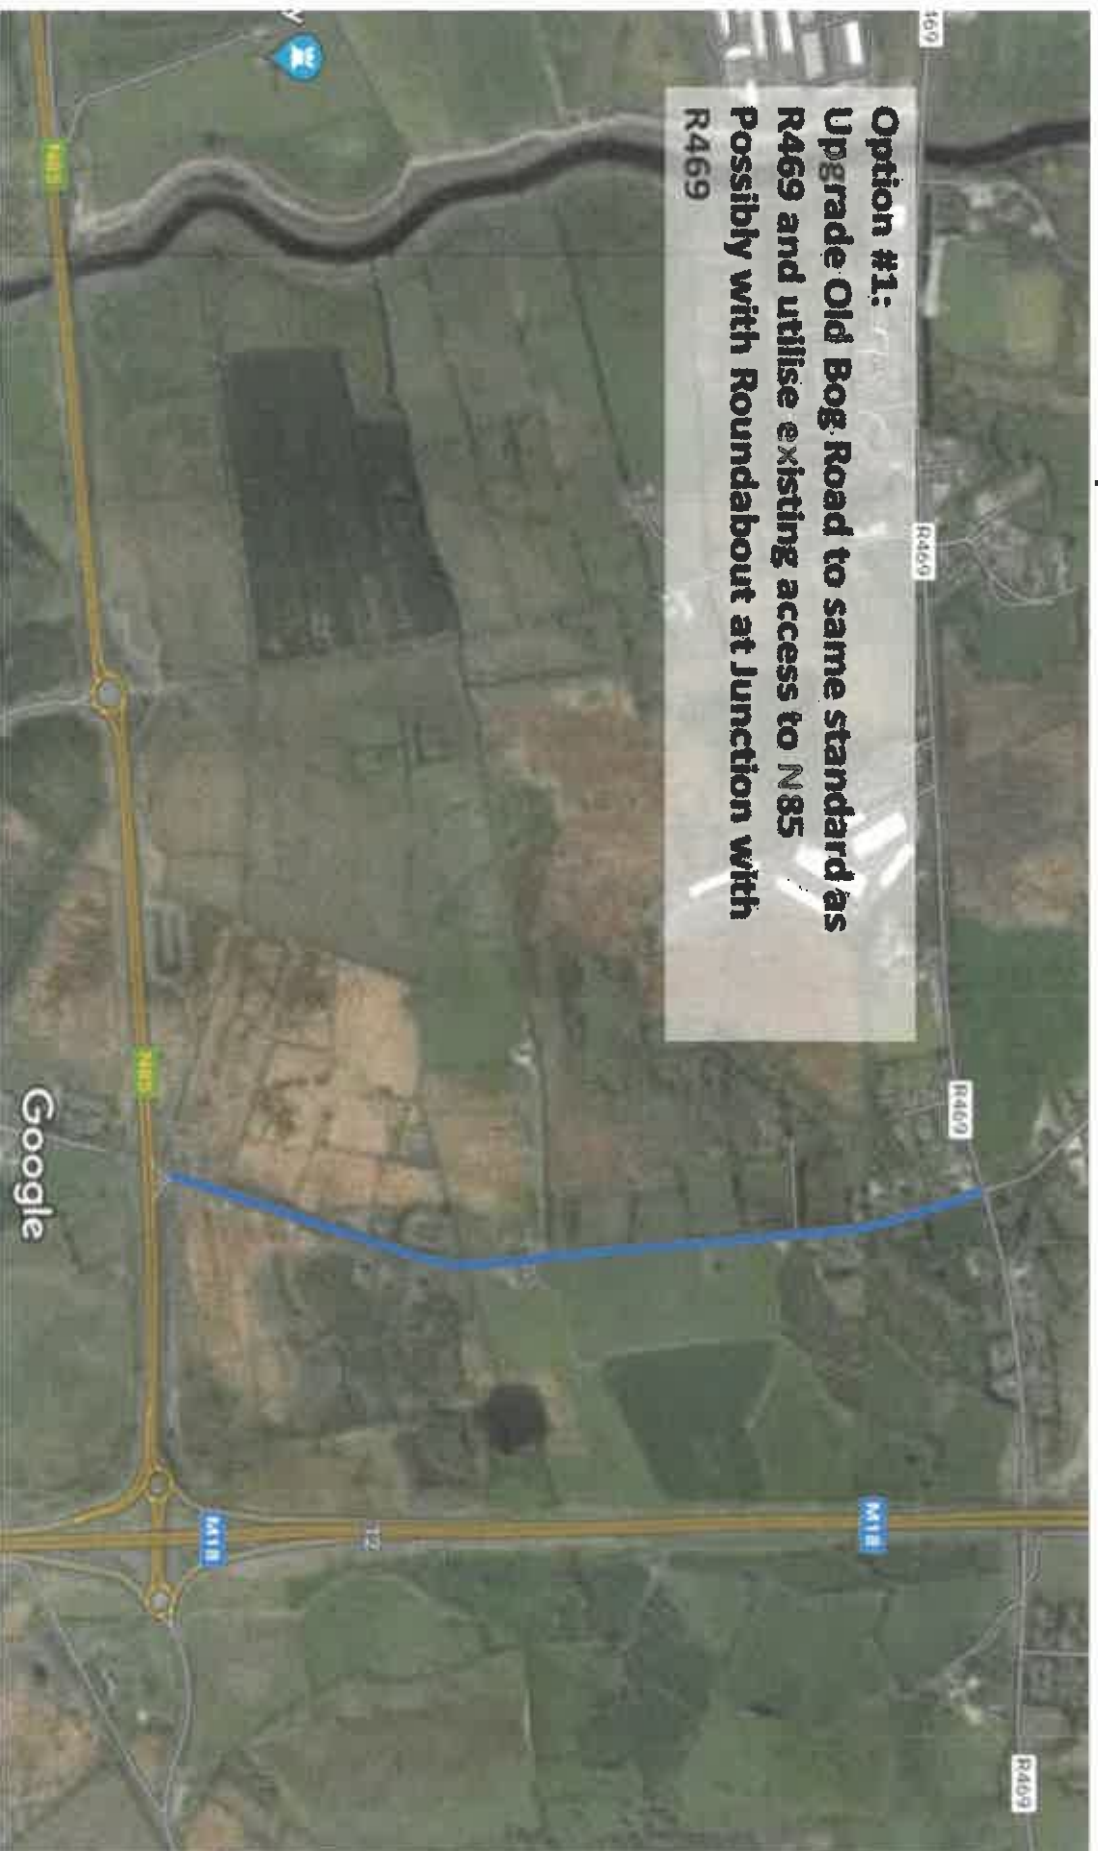 Option #1:
Upgrade Old Bog Road to same standard as
R469 and utilise existing access to N85
Possibly with Roundabout at Junction with
R469
469
R469
R469
R469
M18
M18
12
N85
N85
y
Google